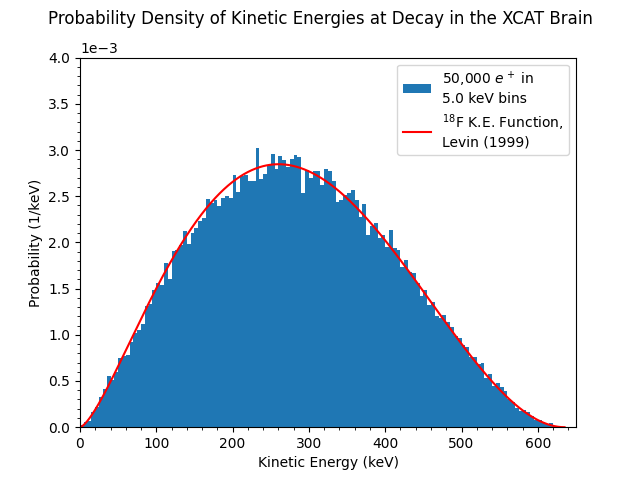 Probability Density of Kinetic Energies at Decay in the XCAT Brain
1e−3
4.0
3.5
3.0
2.5
2.0
1.5
1.0
0.5
0.0
Probability (1/keV)
50,000 e⁺ in
5.0 keV bins
¹⁸F K.E. Function,
Levin (1999)
0 100 200 300 400 500 600
Kinetic Energy (keV)